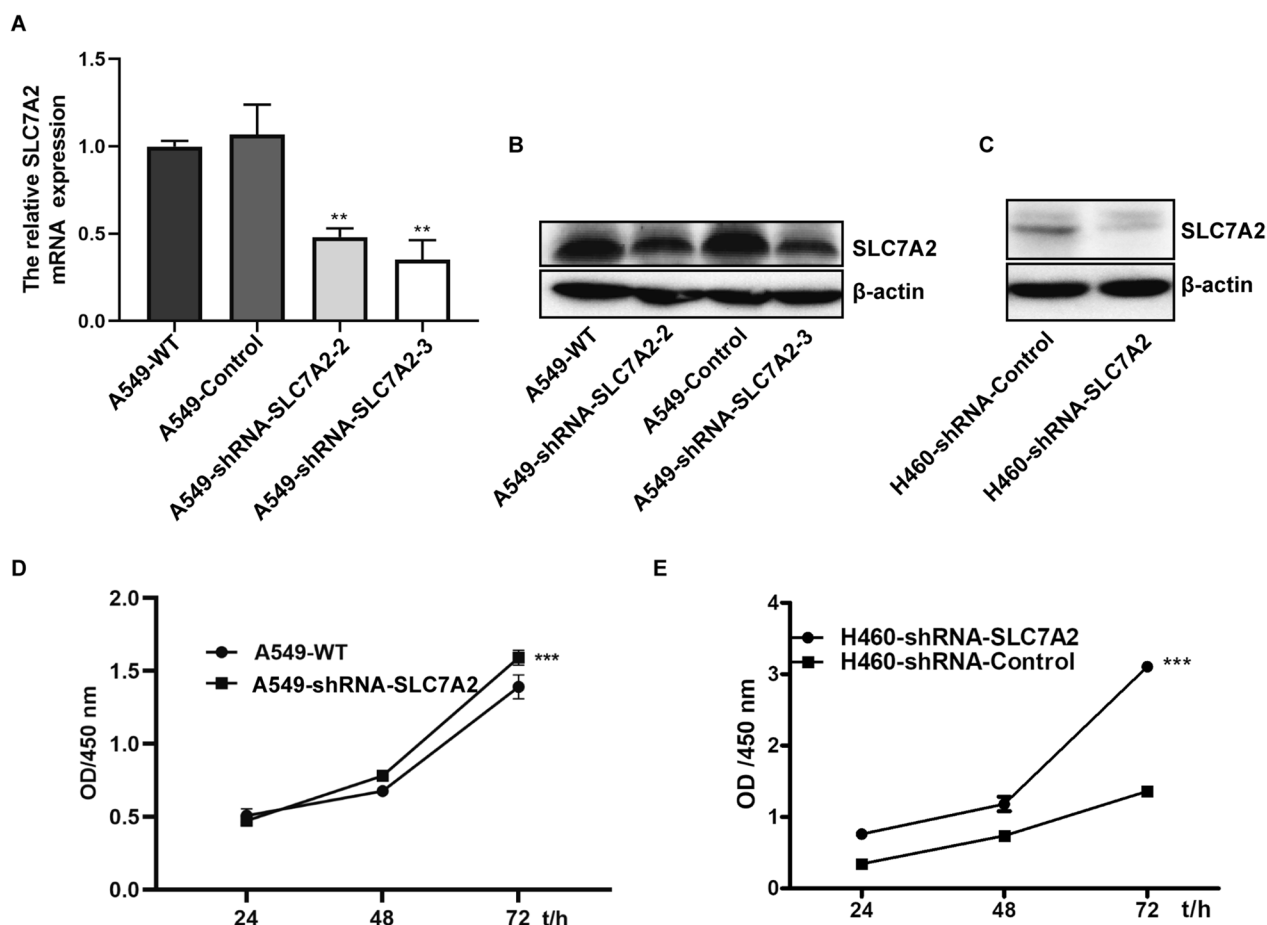 A
The relative SLC7A2
mRNA expression
1.5
1.0
0.5
0.0
**
**
A549-WT
A549-Control
A549-shRNA-SLC7A2-2
A549-shRNA-SLC7A2-3
B
SLC7A2
β-actin
A549-WT
A549-shRNA-SLC7A2-2
A549-Control
A549-shRNA-SLC7A2-3
C
SLC7A2
β-actin
H460-shRNA-Control
H460-shRNA-SLC7A2
D
OD/450 nm
2.0
1.5
1.0
0.5
0.0
A549-WT
A549-shRNA-SLC7A2
***
24 48 72 t/h
E
OD /450 nm
4
3
2
1
0
H460-shRNA-SLC7A2
H460-shRNA-Control
***
24 48 72 t/h